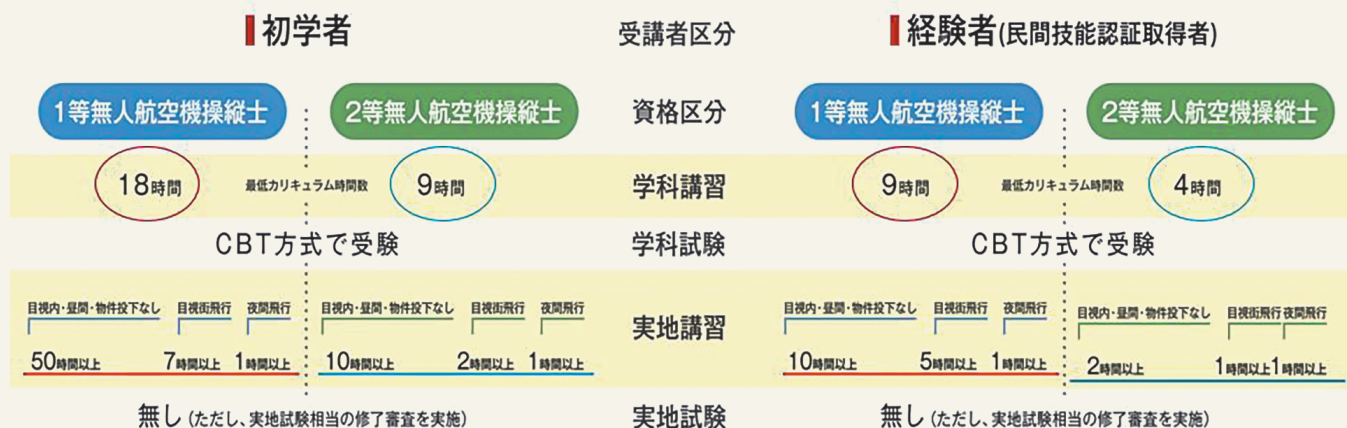 初学者 受講者区分 経験者(民間技能認証取得者)
1等無人航空機操縦士 2等無人航空機操縦士 資格区分 1等無人航空機操縦士 2等無人航空機操縦士
18時間 最低カリキュラム時間数 9時間 学科講習 9時間 最低カリキュラム時間数 4時間
CBT方式で受験 学科試験 CBT方式で受験
目視内・昼間・物件投下なし 目視街飛行 夜間飛行 目視内・昼間・物件投下なし 目視街飛行 夜間飛行 実地講習 目視内・昼間・物件投下なし 目視街飛行 夜間飛行 目視内・昼間・物件投下なし 目視街飛行 夜間飛行
50時間以上 7時間以上 1時間以上 10時間以上 2時間以上 1時間以上 10時間以上 5時間以上 1時間以上 2時間以上 1時間以上 1時間以上
無し(ただし、実地試験相当の修了審査を実施) 実地試験 無し(ただし、実地試験相当の修了審査を実施)